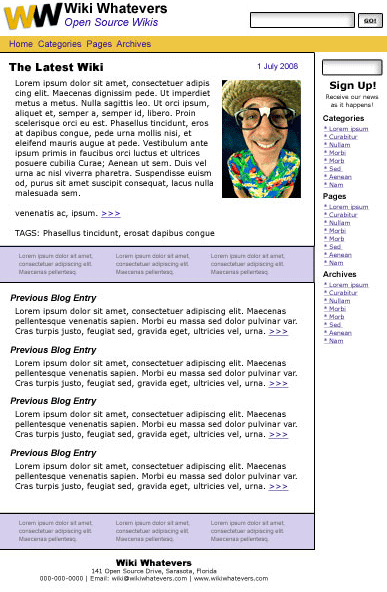 WW Wiki Whatevers
Open Source Wikis
GO!
Home Categories Pages Archives
The Latest Wiki
1 July 2008
Lorem ipsum dolor sit amet, consectetuer adipis
cing elit. Maecenas dignissim pede. Ut imperdiet
metus a metus. Nulla sagittis leo. Ut orci ipsum,
aliquet et, semper a, semper id, libero. Proin
scelerisque orci eu est. Phasellus tincidunt, eros
at dapibus congue, pede urna mollis nisi, et
eleifend mauris augue at pede. Vestibulum ante
ipsum primis in faucibus orci luctus et ultrices
posuere cubilia Curae; Aenean ut sem. Duis vel
urna ac nisl viverra pharetra. Suspendisse euism
od, purus sit amet suscipit consequat, lacus nulla
malesuada sem.
venenatis ac, ipsum. >>>
TAGS: Phasellus tincidunt, erosat dapibus congue
Lorem ipsum dolor sit amet,
consectetuer adipiscing elit.
Maecenas pellentesq.
Lorem ipsum dolor sit amet,
consectetuer adipiscing elit.
Maecenas pellentesq.
Lorem ipsum dolor sit amet,
consectetuer adipiscing elit.
Maecenas pellentesq.
Previous Blog Entry
Lorem ipsum dolor sit amet, consectetuer adipiscing elit. Maecenas
pellentesque venenatis sapien. Morbi eu massa sed dolor pulvinar var.
Cras turpis justo, feugiat sed, gravida eget, ultricies vel, urna. >>>
Previous Blog Entry
Lorem ipsum dolor sit amet, consectetuer adipiscing elit. Maecenas
pellentesque venenatis sapien. Morbi eu massa sed dolor pulvinar var.
Cras turpis justo, feugiat sed, gravida eget, ultricies vel, urna. >>>
Previous Blog Entry
Lorem ipsum dolor sit amet, consectetuer adipiscing elit. Maecenas
pellentesque venenatis sapien. Morbi eu massa sed dolor pulvinar var.
Cras turpis justo, feugiat sed, gravida eget, ultricies vel, urna. >>>
Previous Blog Entry
Lorem ipsum dolor sit amet, consectetuer adipiscing elit. Maecenas
pellentesque venenatis sapien. Morbi eu massa sed dolor pulvinar var.
Cras turpis justo, feugiat sed, gravida eget, ultricies vel, urna. >>>
Lorem ipsum dolor sit amet,
consectetuer adipiscing elit.
Maecenas pellentesq.
Lorem ipsum dolor sit amet,
consectetuer adipiscing elit.
Maecenas pellentesq.
Lorem ipsum dolor sit amet,
consectetuer adipiscing elit.
Maecenas pellentesq.
Sign Up!
Receive our news
as it happens!
Categories
* Lorem ipsum
* Curabitur
* Nullam
* Morbi
* Morb
* Sed
* Aenean
* Nam
Pages
* Lorem ipsum
* Curabitur
* Nullam
* Morbi
* Morb
* Sed
* Aenean
* Nam
Archives
* Lorem ipsum
* Curabitur
* Nullam
* Morbi
* Morb
* Sed
* Aenean
* Nam
Wiki Whatevers
141 Open Source Drive, Sarasota, Florida
000-000-0000 | Email: wiki@wikiwhatevers.com | www.wikiwhatevers.com